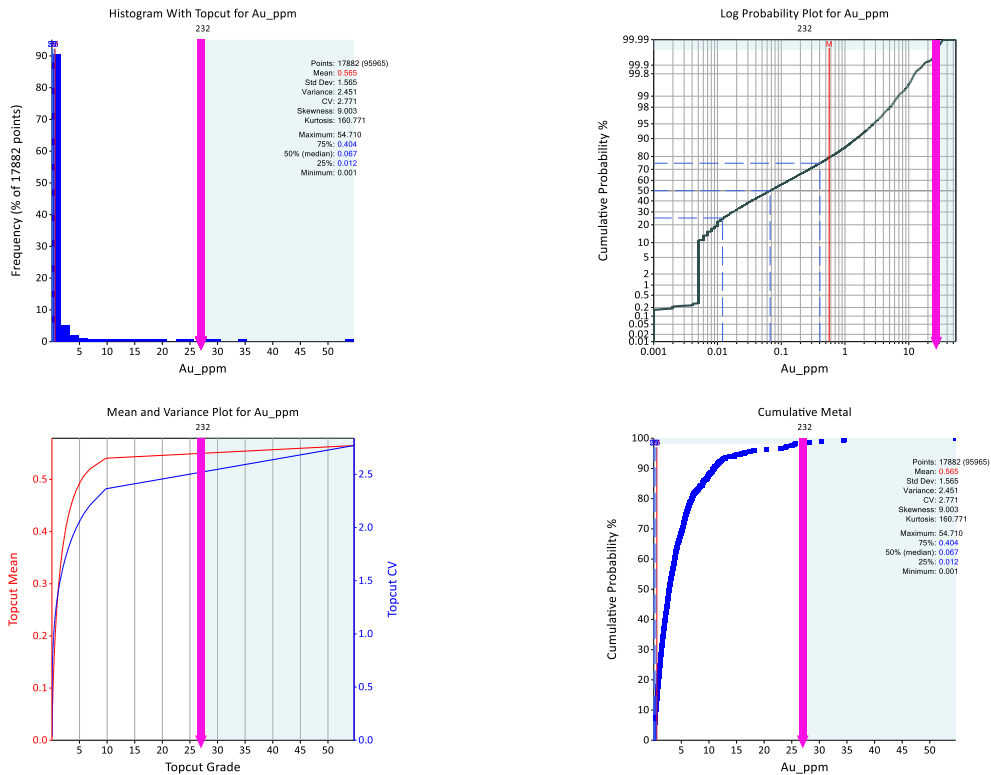 Histogram With Topcut for Au_ppm
232
Frequency (% of 17882 points)
90
80
70
60
50
40
30
20
10
0
Points: 17882 (95965)
Mean: 0.565
Std Dev: 1.565
Variance: 2.451
CV: 2.771
Skewness: 9.003
Kurtosis: 160.771
Maximum: 54.710
75%: 0.404
50% (median): 0.067
25%: 0.012
Minimum: 0.001
5 10 15 20 25 30 35 40 45 50
Au_ppm
Log Probability Plot for Au_ppm
232
M
Cumulative Probability %
99.99
99.9
99.8
99
98
95
90
80
70
60
50
40
30
20
10
5
2
1
0.5
0.2
0.1
0.05
0.02
0.01
0.001 0.01 0.1 1 10
Au_ppm
Mean and Variance Plot for Au_ppm
232
Topcut Mean
0.5
0.4
0.3
0.2
0.1
0.0
Topcut CV
2.5
2.0
1.5
1.0
0.5
0.0
5 10 15 20 25 30 35 40 45 50
Topcut Grade
Cumulative Metal
232
Cumulative Probability %
100
90
80
70
60
50
40
30
20
10
0
Points: 17882 (95965)
Mean: 0.565
Std Dev: 1.565
Variance: 2.451
CV: 2.771
Skewness: 9.003
Kurtosis: 160.771
Maximum: 54.710
75%: 0.404
50% (median): 0.067
25%: 0.012
Minimum: 0.001
5 10 15 20 25 30 35 40 45 50
Au_ppm